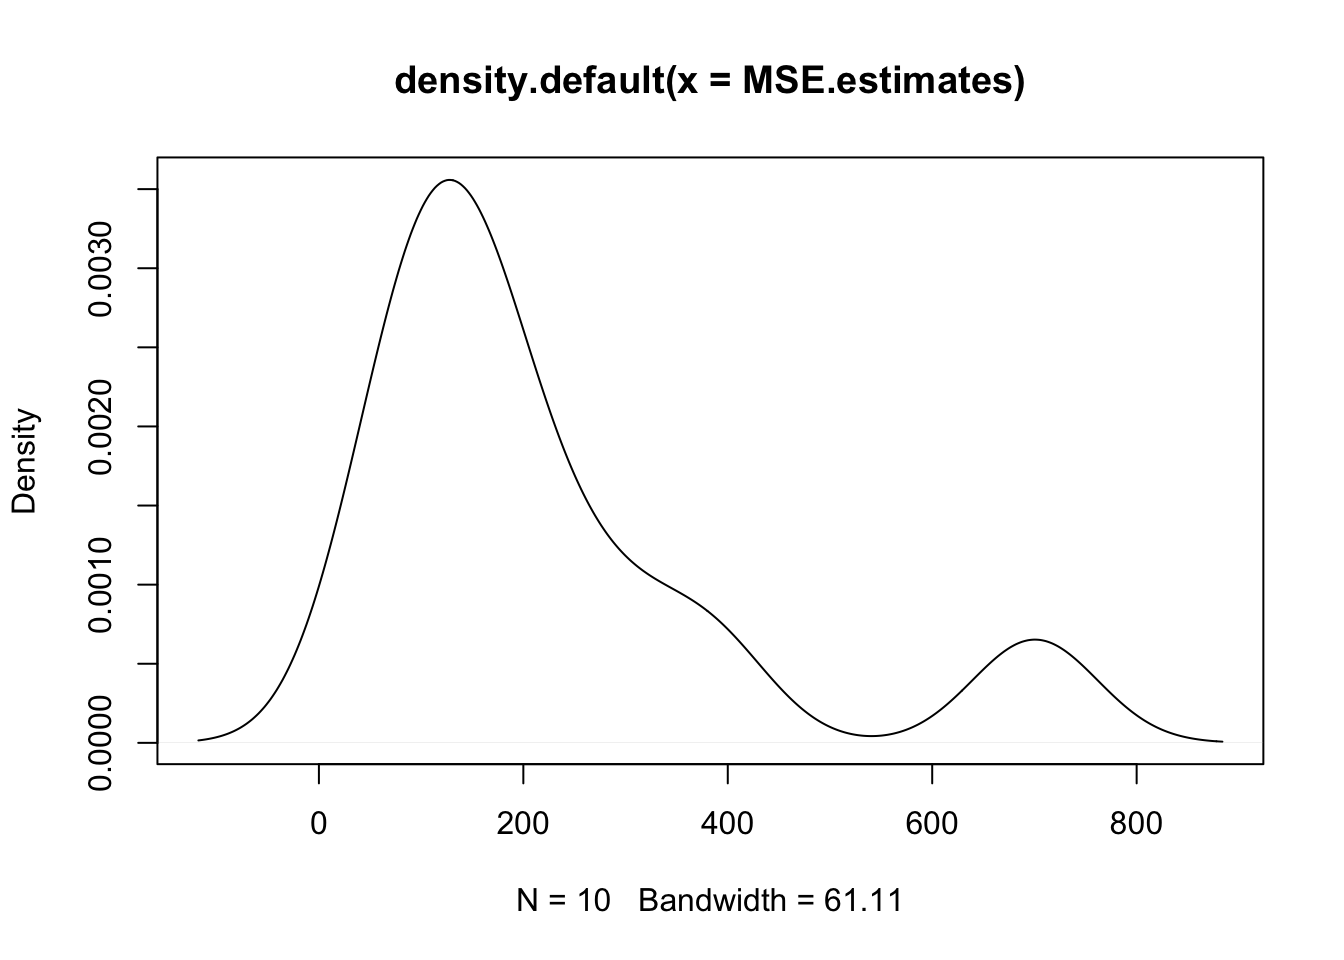 density.default(x = MSE.estimates)
Density
0.0030
0.0020
0.0010
0.0000
0 200 400 600 800
N = 10 Bandwidth = 61.11